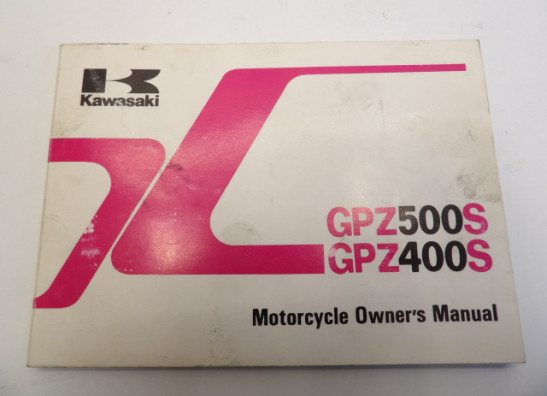 Kawasaki
GPZ500S
GPZ400S
Motorcycle Owner's Manual